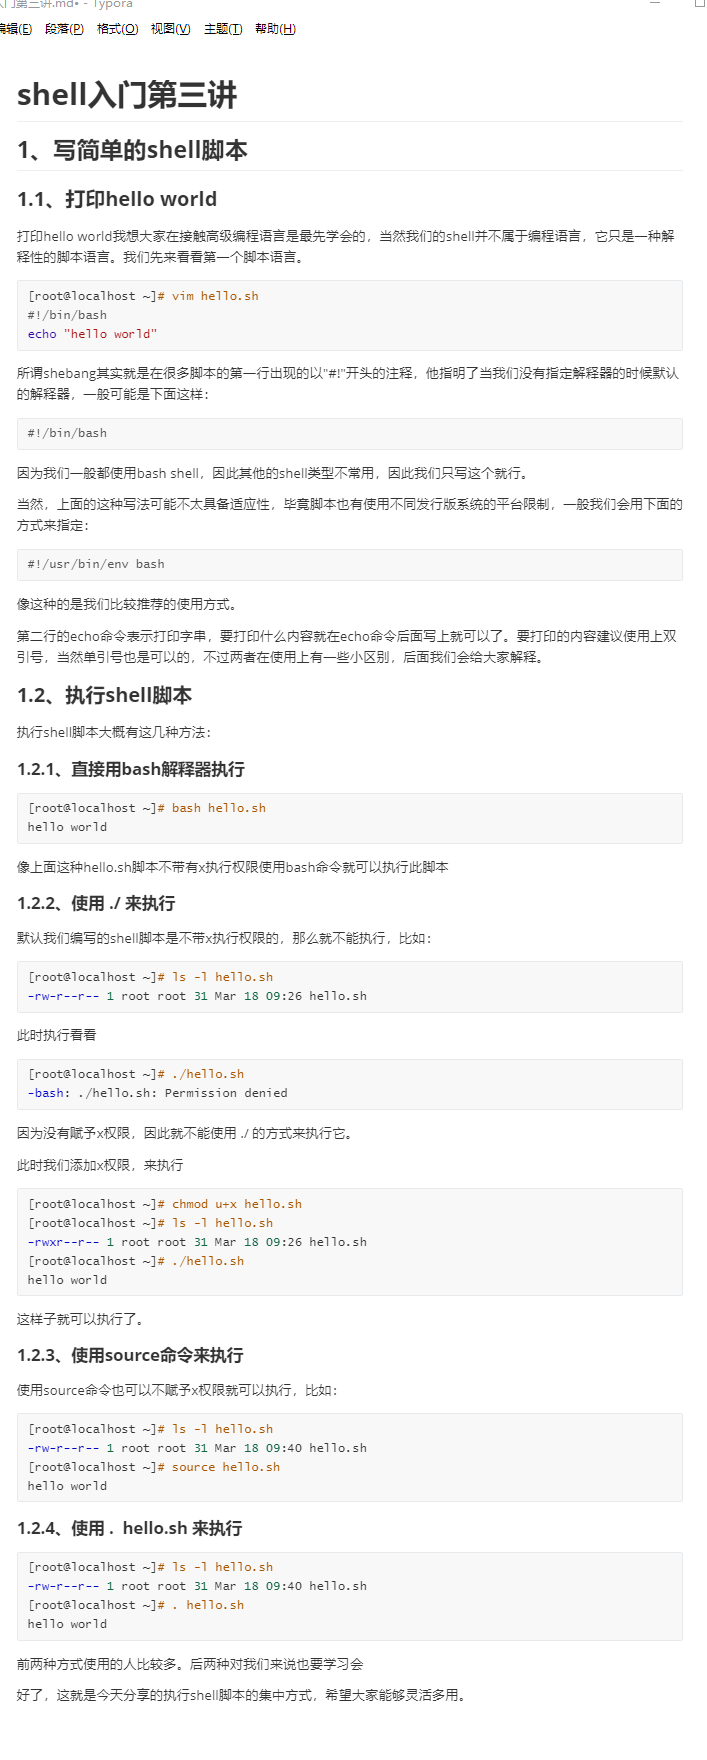 入门第三讲.md• - Typora
编辑(E) 段落(P) 格式(O) 视图(V) 主题(T) 帮助(H)
shell入门第三讲
1、写简单的shell脚本
1.1、打印hello world
打印hello world我想大家在接触高级编程语言是最先学会的，当然我们的shell并不属于编程语言，它只是一种解
释性的脚本语言。我们先来看看第一个脚本语言。
[root@localhost ~]# vim hello.sh
#!/bin/bash
echo "hello world"
所谓shebang其实就是在很多脚本的第一行出现的以"#!"开头的注释，他指明了当我们没有指定解释器的时候默认
的解释器，一般可能是下面这样：
#!/bin/bash
因为我们一般都使用bash shell，因此其他的shell类型不常用，因此我们只写这个就行。
当然，上面的这种写法可能不太具备适应性，毕竟脚本也有使用不同发行版系统的平台限制，一般我们会用下面的
方式来指定：
#!/usr/bin/env bash
像这种的是我们比较推荐的使用方式。
第二行的echo命令表示打印字串，要打印什么内容就在echo命令后面写上就可以了。要打印的内容建议使用上双
引号，当然单引号也是可以的，不过两者在使用上有一些小区别，后面我们会给大家解释。
1.2、执行shell脚本
执行shell脚本大概有这几种方法：
1.2.1、直接用bash解释器执行
[root@localhost ~]# bash hello.sh
hello world
像上面这种hello.sh脚本不带有x执行权限使用bash命令就可以执行此脚本
1.2.2、使用 ./ 来执行
默认我们编写的shell脚本是不带x执行权限的，那么就不能执行，比如：
[root@localhost ~]# ls -l hello.sh
-rw-r--r-- 1 root root 31 Mar 18 09:26 hello.sh
此时执行看看
[root@localhost ~]# ./hello.sh
-bash: ./hello.sh: Permission denied
因为没有赋予x权限，因此就不能使用 ./ 的方式来执行它。
此时我们添加x权限，来执行
[root@localhost ~]# chmod u+x hello.sh
[root@localhost ~]# ls -l hello.sh
-rwxr--r-- 1 root root 31 Mar 18 09:26 hello.sh
[root@localhost ~]# ./hello.sh
hello world
这样子就可以执行了。
1.2.3、使用source命令来执行
使用source命令也可以不赋予x权限就可以执行，比如：
[root@localhost ~]# ls -l hello.sh
-rw-r--r-- 1 root root 31 Mar 18 09:40 hello.sh
[root@localhost ~]# source hello.sh
hello world
1.2.4、使用 . hello.sh 来执行
[root@localhost ~]# ls -l hello.sh
-rw-r--r-- 1 root root 31 Mar 18 09:40 hello.sh
[root@localhost ~]# . hello.sh
hello world
前两种方式使用的人比较多。后两种对我们来说也要学习会
好了，这就是今天分享的执行shell脚本的集中方式，希望大家能够灵活多用。